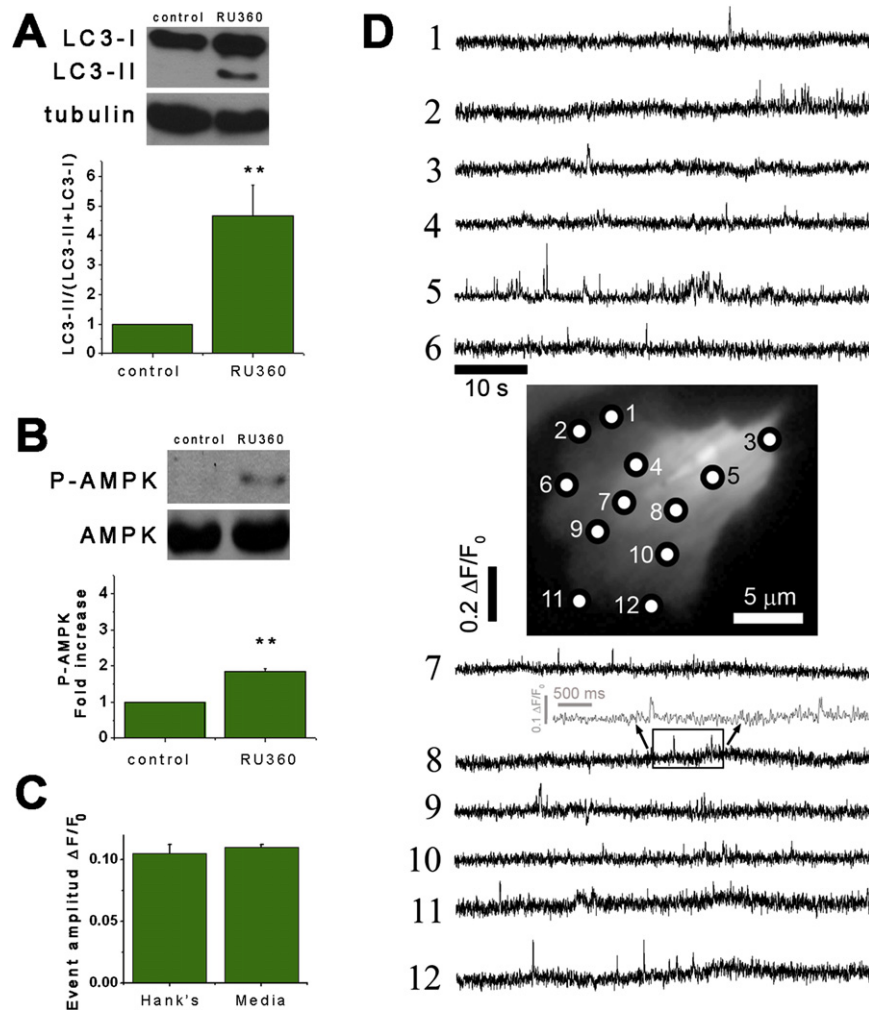 A
control RU360
LC3-I
LC3-II
tubulin
LC3-II/(LC3-II+LC3-I)
6
5
4
3
2
1
0
**
control RU360
B
control RU360
P-AMPK
AMPK
P-AMPK
Fold increase
4
3
2
1
0
**
control RU360
C
Event amplitud ΔF/F0
0.10
0.05
0.00
Hank's Media
D
1
2
3
4
5
6
10 s
0.2 ΔF/F0
1
2
3
4
5
6
7
8
9
10
11
12
5 μm
7
500 ms
0.1 ΔF/F0
8
9
10
11
12